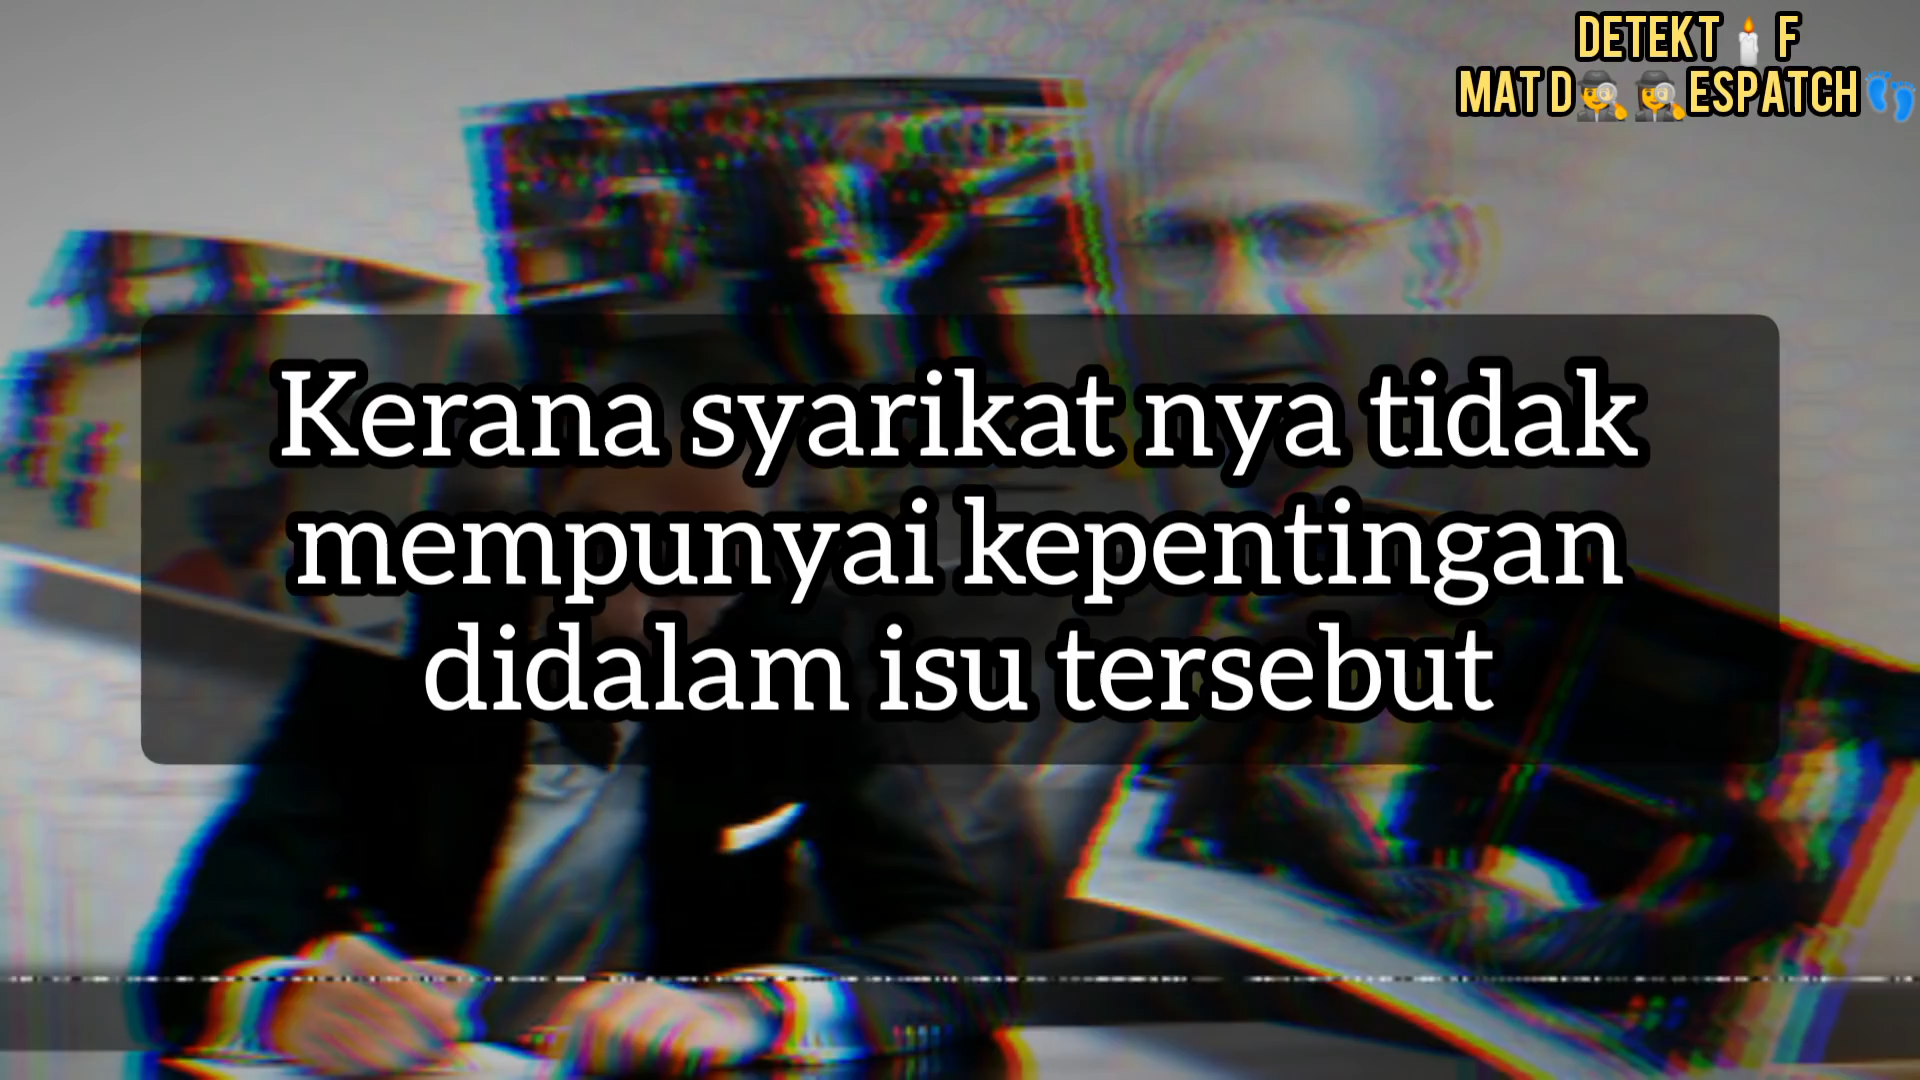 DETEKT🕯️F
MAT D🕵️🕵️‍♀️ESPATCH👣
Kerana syarikat nya tidak
mempunyai kepentingan
didalam isu tersebut